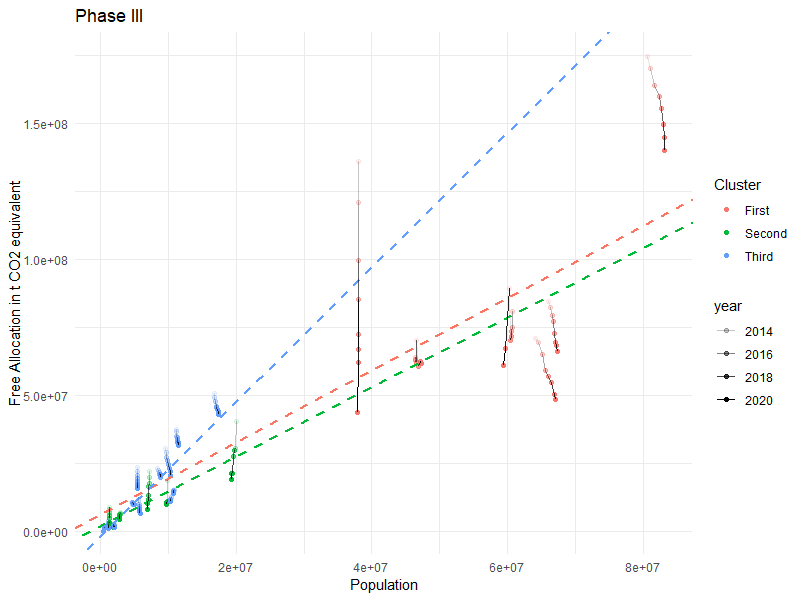 Phase III
Free Allocation in t CO2 equivalent
1.5e+08
1.0e+08
5.0e+07
0.0e+00
0e+00
2e+07
4e+07
6e+07
8e+07
Population
Cluster
First
Second
Third
year
2014
2016
2018
2020